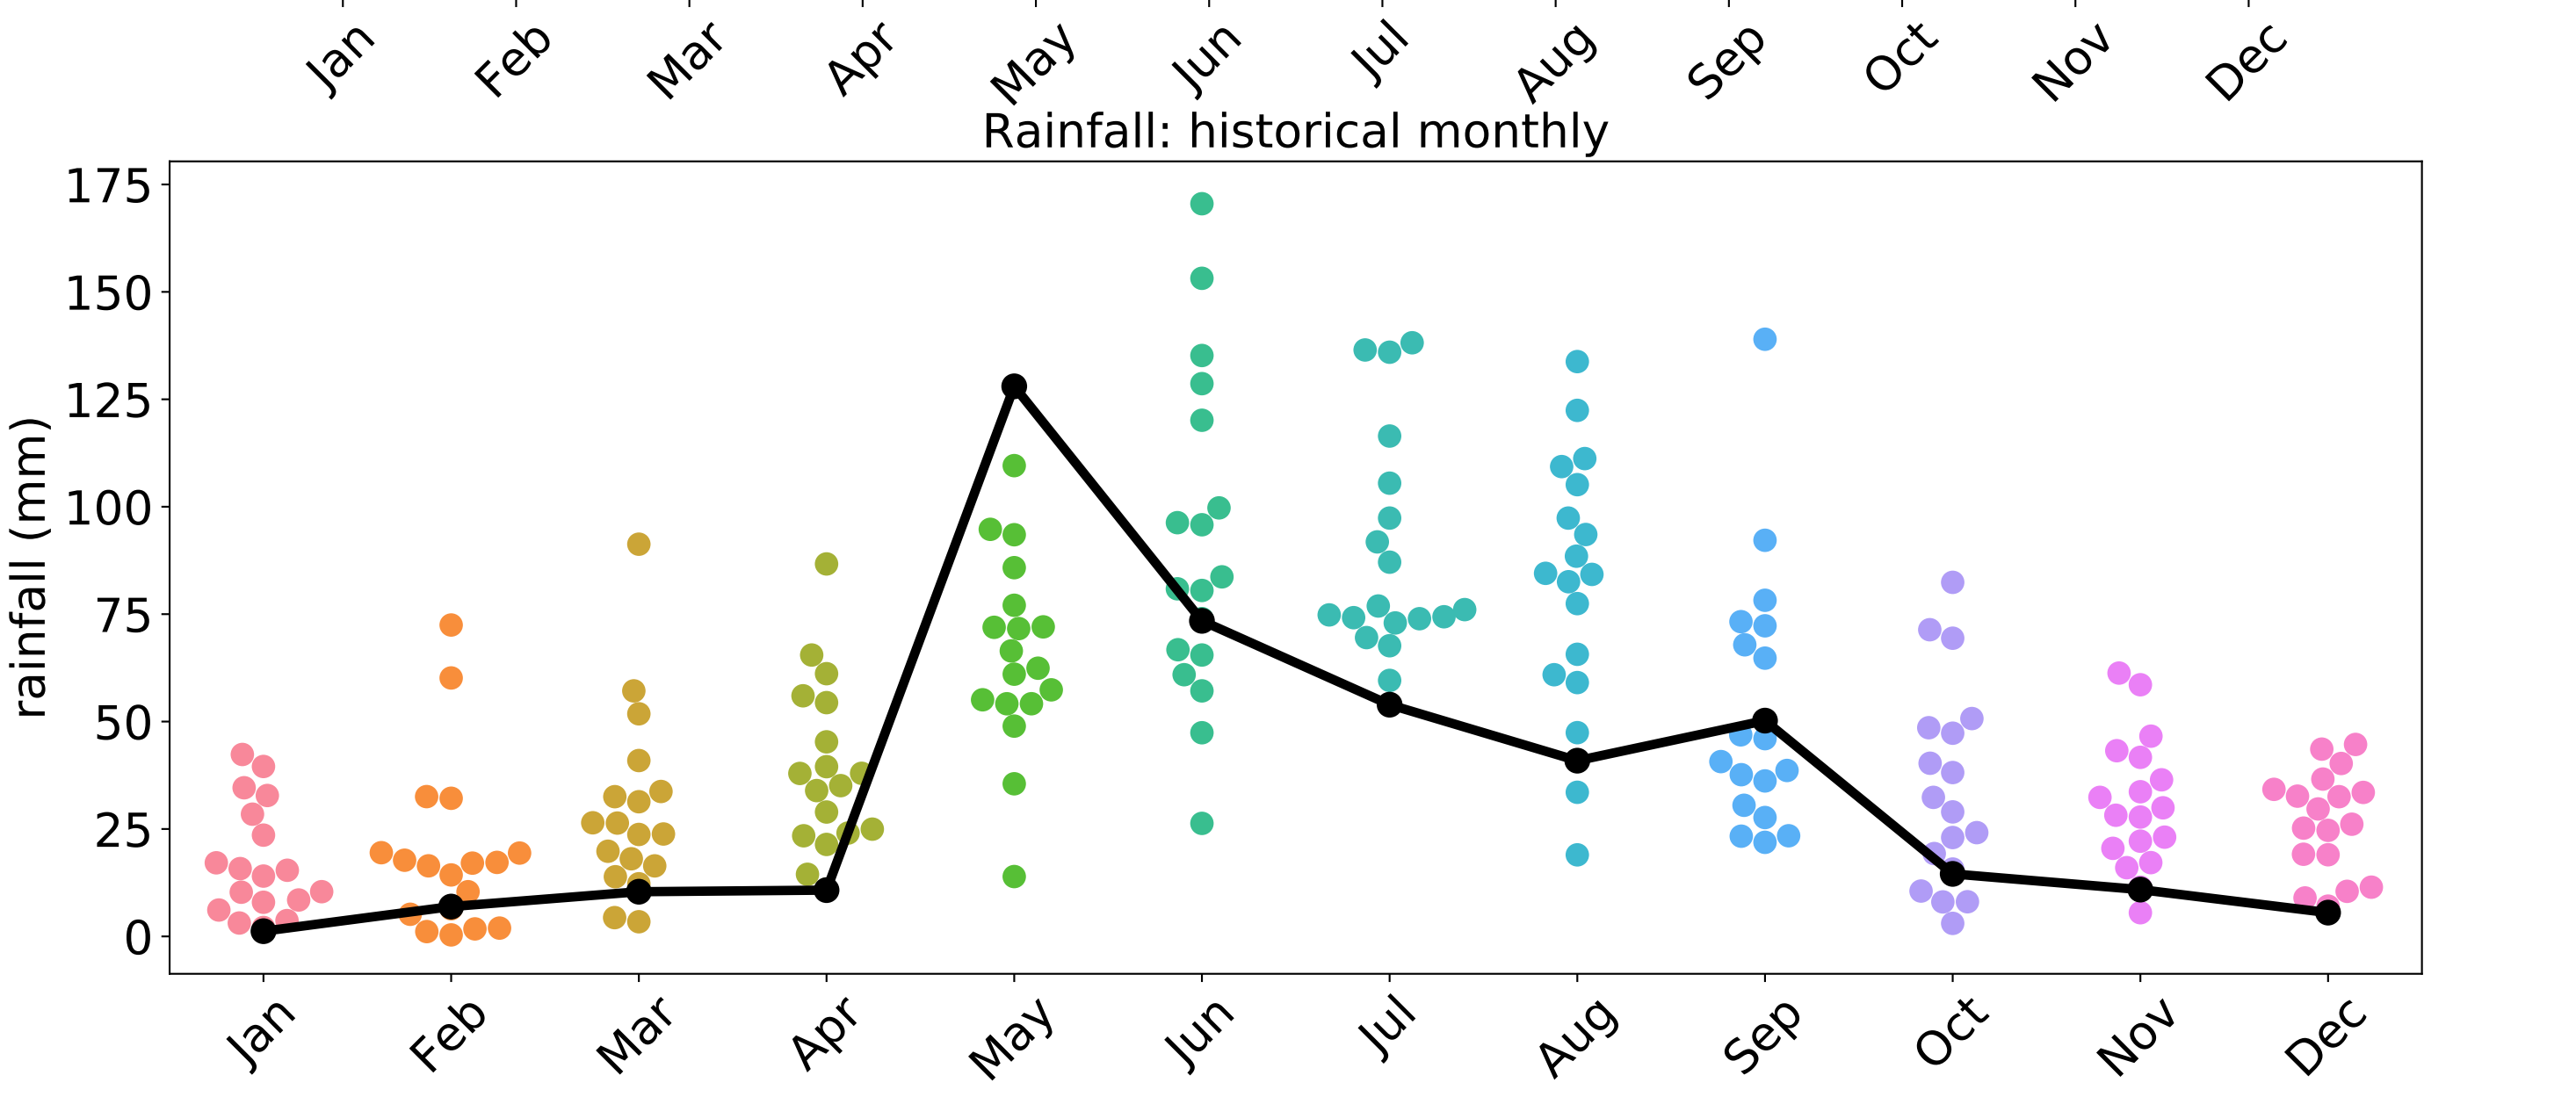 Jan Feb Mar Apr May Jun Jul Aug Sep Oct Nov Dec
Rainfall: historical monthly
rainfall (mm)
175
150
125
100
75
50
25
0
Jan Feb Mar Apr May Jun Jul Aug Sep Oct Nov Dec